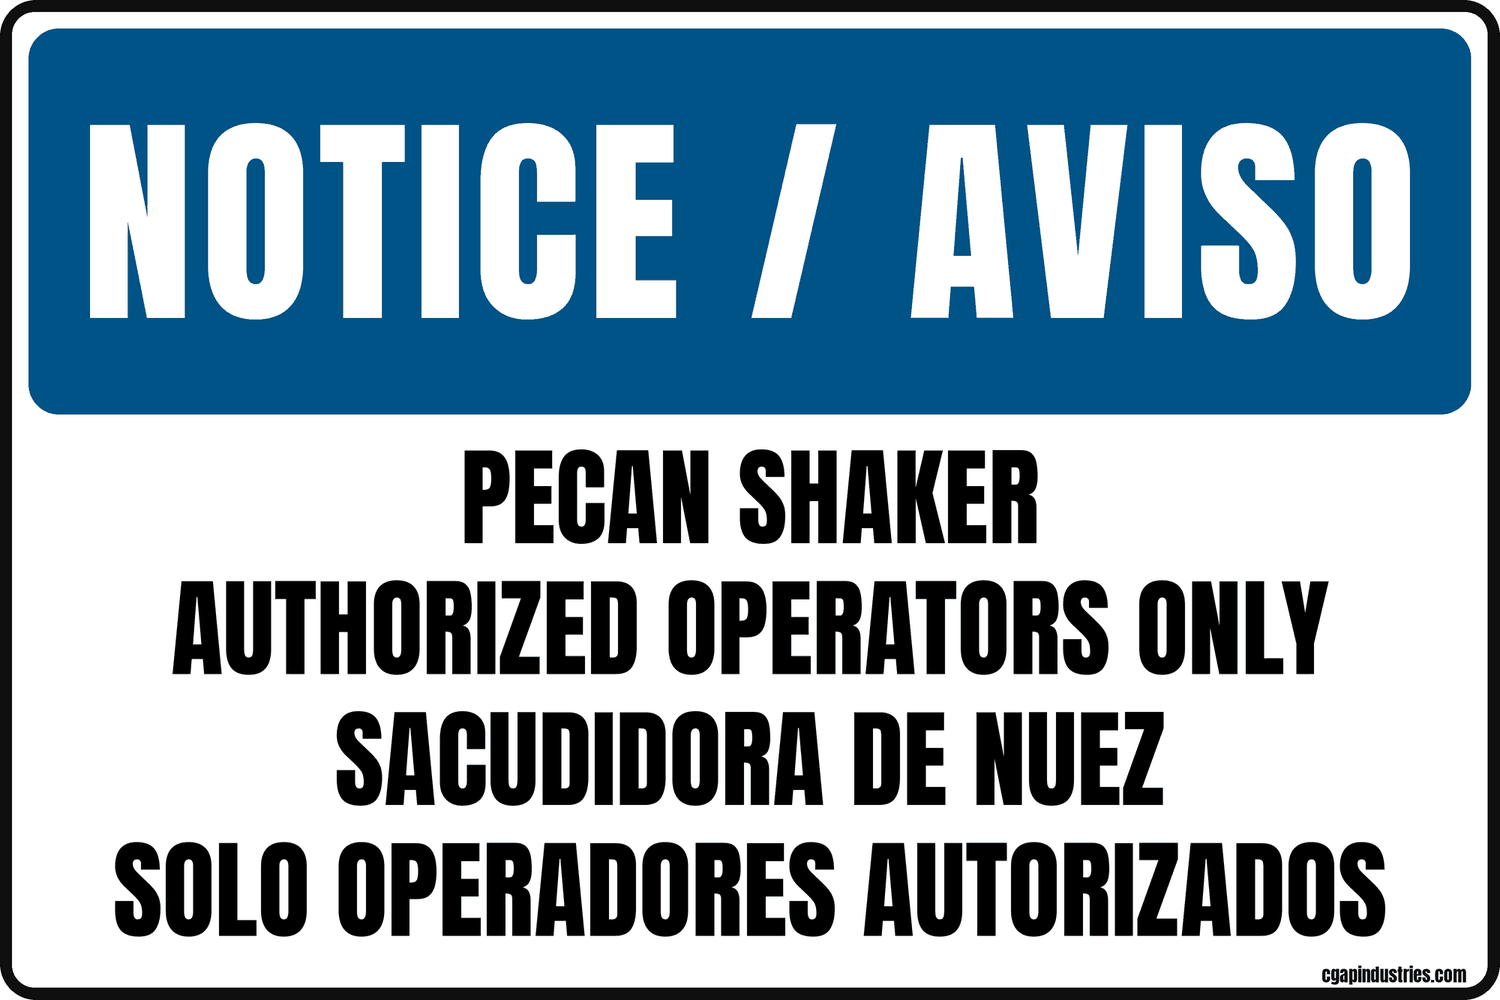 NOTICE / AVISO
PECAN SHAKER
AUTHORIZED OPERATORS ONLY
SACUDIDORA DE NUEZ
SOLO OPERADORES AUTORIZADOS
cgapindustries.com